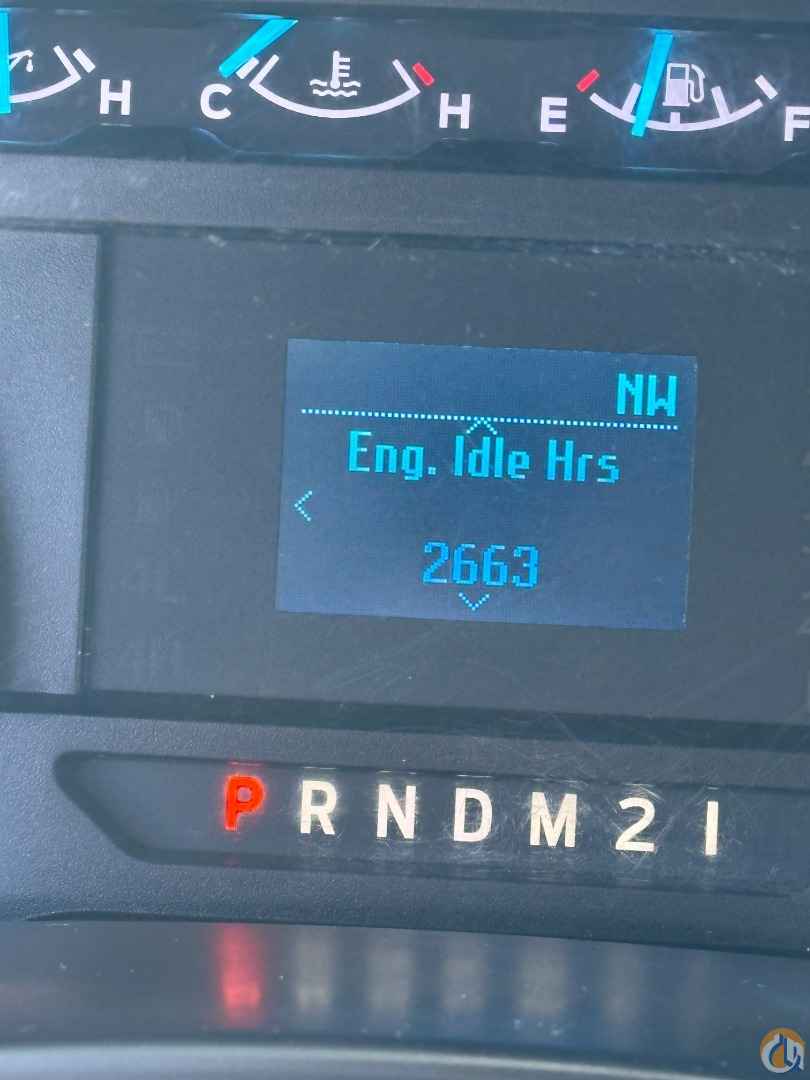 H C H E F
NW
Eng. Idle Hrs
2663
P R N D M 2 1